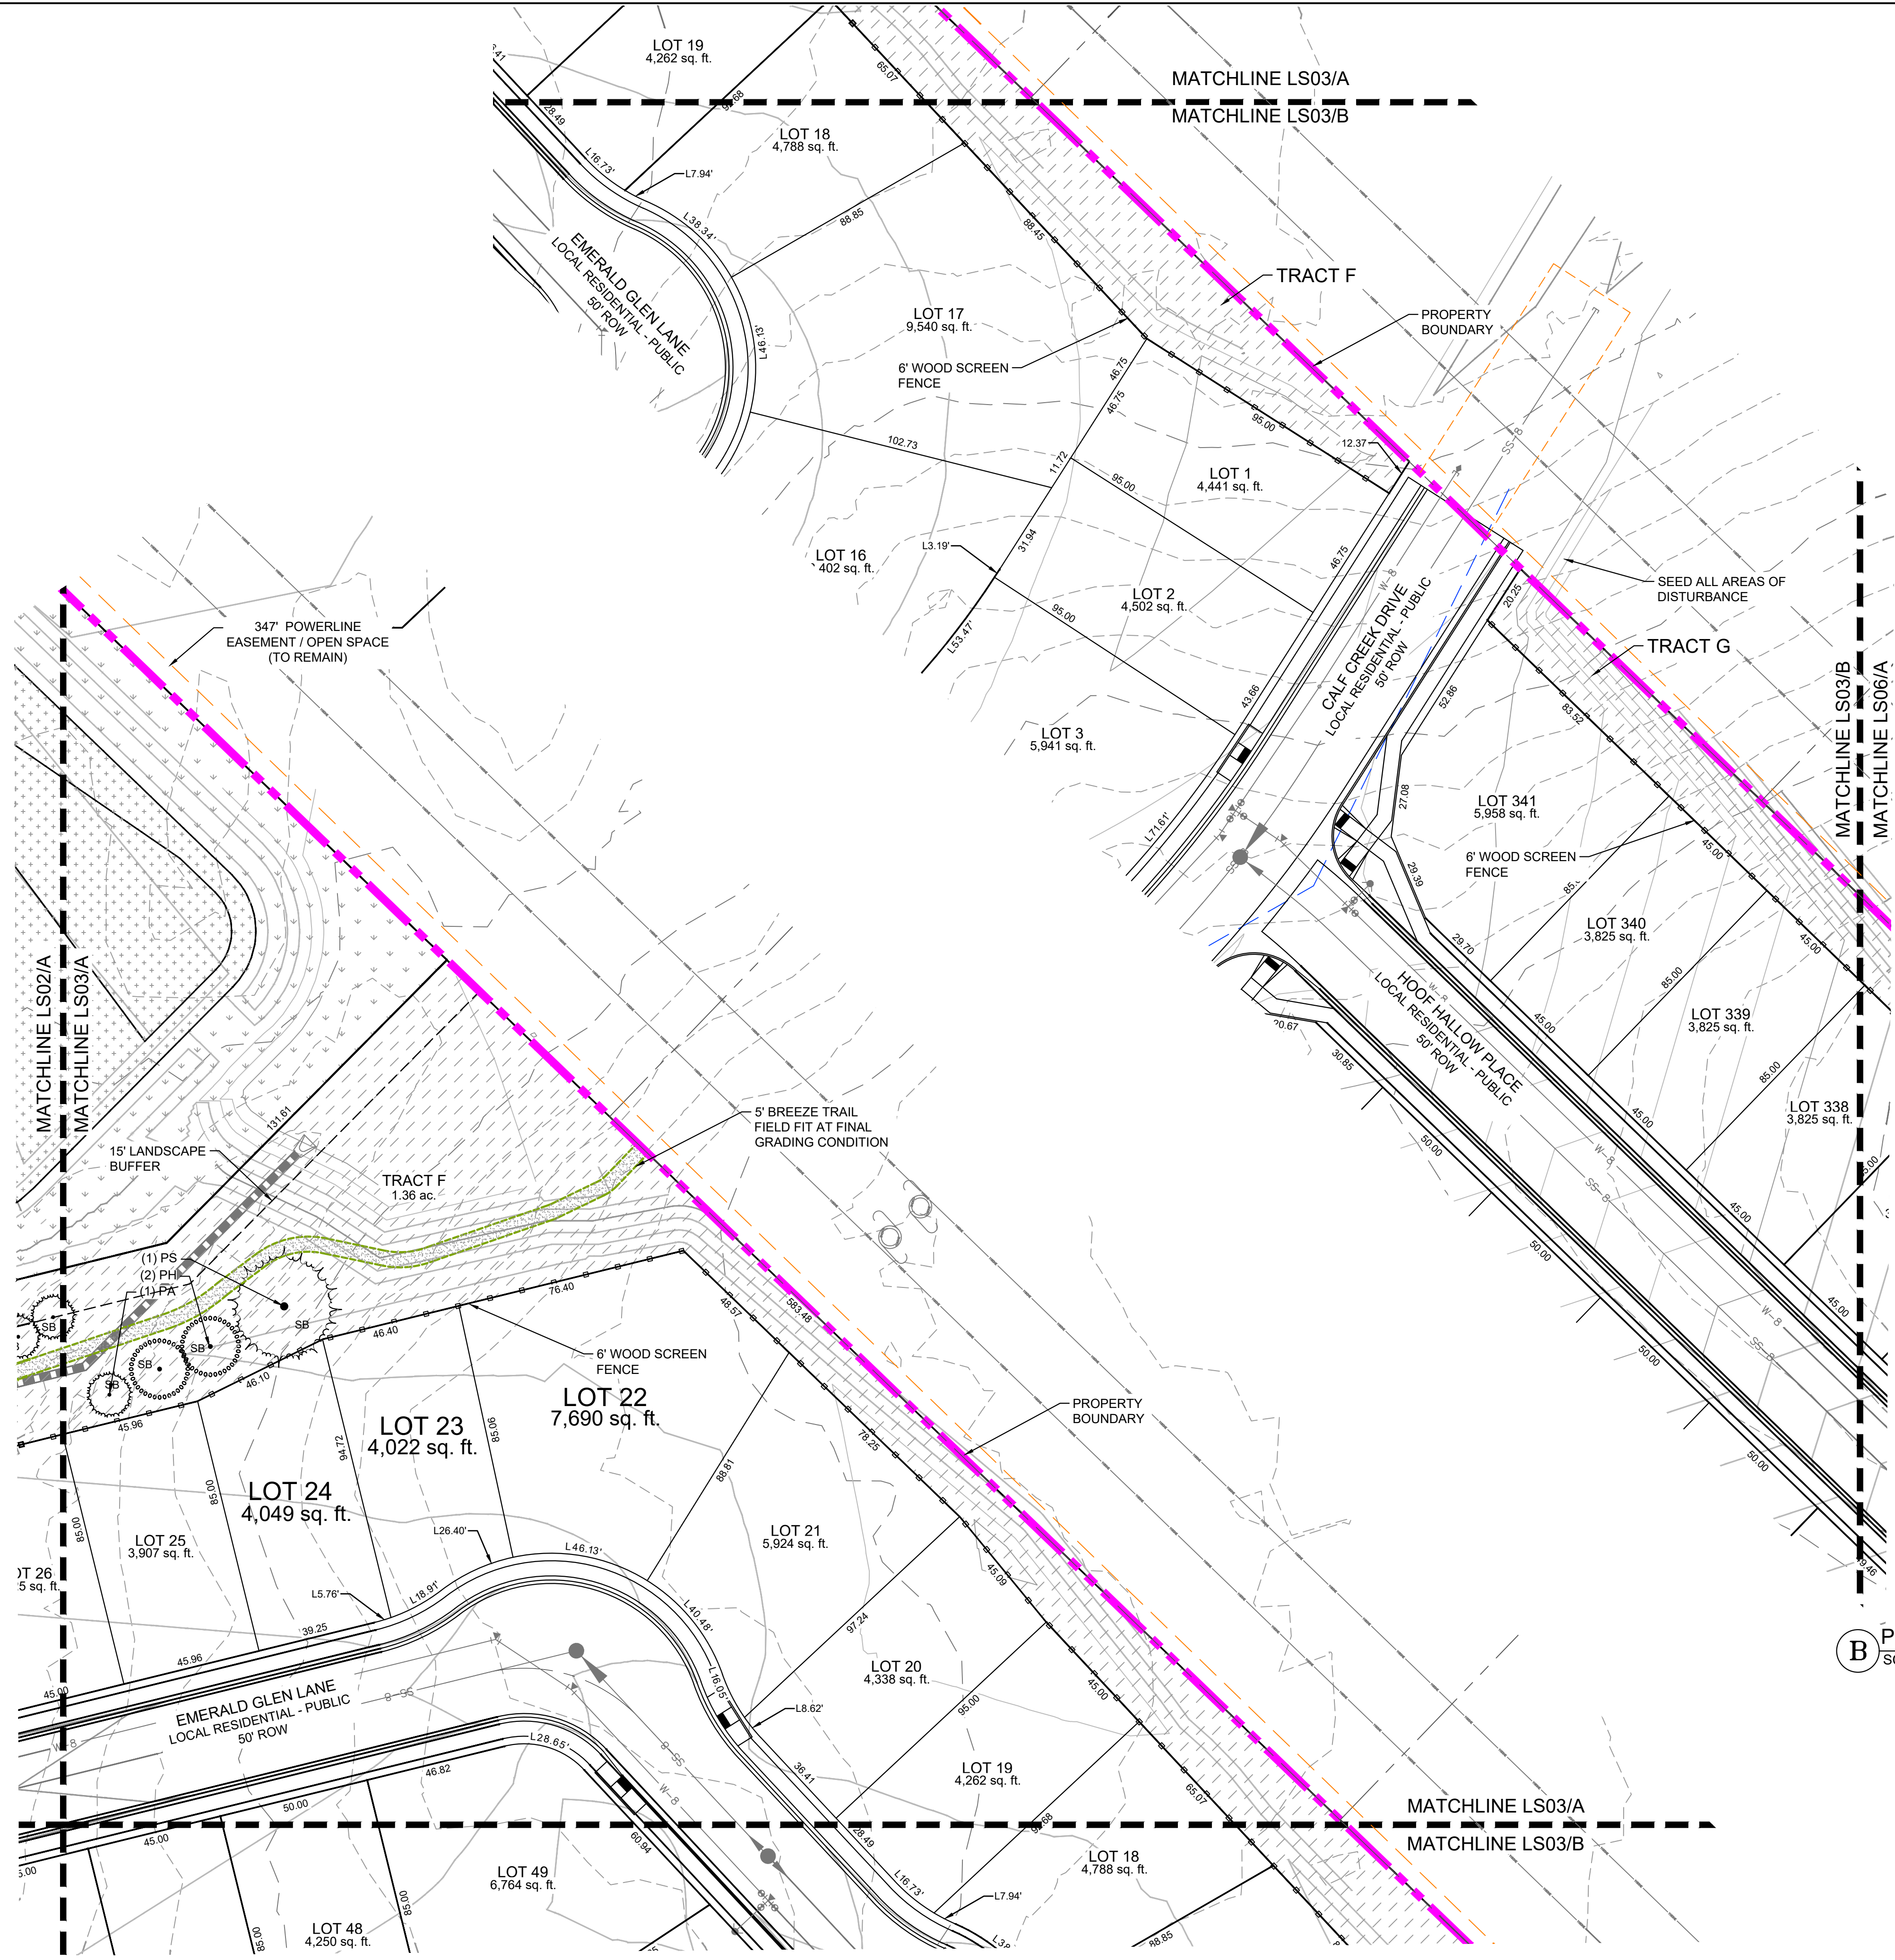 LOT 19
4,262 sq. ft.
65.07
MATCHLINE LS03/A
MATCHLINE LS03/B
28.49
LOT 18
4,788 sq. ft.
L16.73'
L7.94'
L38.34'
88.85
88.45
EMERALD GLEN LANE
LOCAL RESIDENTIAL - PUBLIC
50' ROW
L46.13'
TRACT F
PROPERTY
BOUNDARY
LOT 17
9,540 sq. ft.
6' WOOD SCREEN
FENCE
46.75
46.75
95.00
12.37
102.73
11.72
95.00
LOT 1
4,441 sq. ft.
SS-8
LOT 16
402 sq. ft.
L3.19'
31.94
46.75
LOT 2
4,502 sq. ft.
95.00
L53.47'
W-8
CALF CREEK DRIVE
LOCAL RESIDENTIAL - PUBLIC
50' ROW
20.25
SEED ALL AREAS OF
DISTURBANCE
TRACT G
43.66
52.86
83.52
LOT 3
5,941 sq. ft.
MATCHLINE LS03/B
MATCHLINE LS06/A
27.08
LOT 341
5,958 sq. ft.
L71.61'
6' WOOD SCREEN
FENCE
45.00
29.39
LOT 340
3,825 sq. ft.
29.70
45.00
85.00
HOOF HALLOW PLACE
LOCAL RESIDENTIAL - PUBLIC
50' ROW
LOT 339
3,825 sq. ft.
45.00
30.85
85.00
LOT 338
3,825 sq. ft.
45.00
50.00
W-8
SS-8
45.00
50.00
45.00
W-8
SS-8
50.00
50.00
B
347' POWERLINE
EASEMENT / OPEN SPACE
(TO REMAIN)
MATCHLINE LS02/A
MATCHLINE LS03/A
131.61
15' LANDSCAPE
BUFFER
5' BREEZE TRAIL
FIELD FIT AT FINAL
GRADING CONDITION
TRACT F
1.36 ac.
(1) PS
(2) PH
(1) PA
SB
SB
SB
SB
SB
76.40
46.40
46.10
45.96
48.57
583.48
6' WOOD SCREEN
FENCE
LOT 22
7,690 sq. ft.
PROPERTY
BOUNDARY
LOT 23
4,022 sq. ft.
85.06
94.72
88.81
78.25
LOT 24
4,049 sq. ft.
85.00
85.00
LOT 25
3,907 sq. ft.
L26.40'
LOT 21
5,924 sq. ft.
L46.13'
45.09
L5.76'
L18.91'
L40.48'
97.24
39.25
45.96
45.00
LOT 20
4,338 sq. ft.
45.00
L16.05'
L8.62'
95.00
EMERALD GLEN LANE
LOCAL RESIDENTIAL - PUBLIC
50' ROW
SS-8
W-8
L28.65'
SS-8
W-8
36.41
LOT 19
4,262 sq. ft.
65.07
46.82
50.00
45.00
MATCHLINE LS03/A
MATCHLINE LS03/B
60.94
28.49
LOT 18
4,788 sq. ft.
L16.73'
L7.94'
LOT 49
6,764 sq. ft.
85.00
85.00
LOT 48
4,250 sq. ft.
88.85